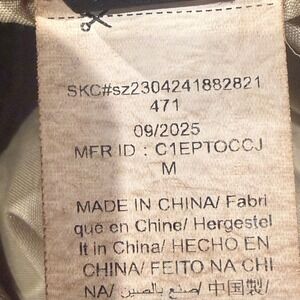 SKC#sz2304241882821
471
09/2025
MFR ID : C1EPTOCCJ
M
MADE IN CHINA/ Fabri
qué en Chine/ Hergestel
lt in China/ HECHO EN
CHINA/ FEITO NA CHI
NA/ صنع بالصين/ 中国製/